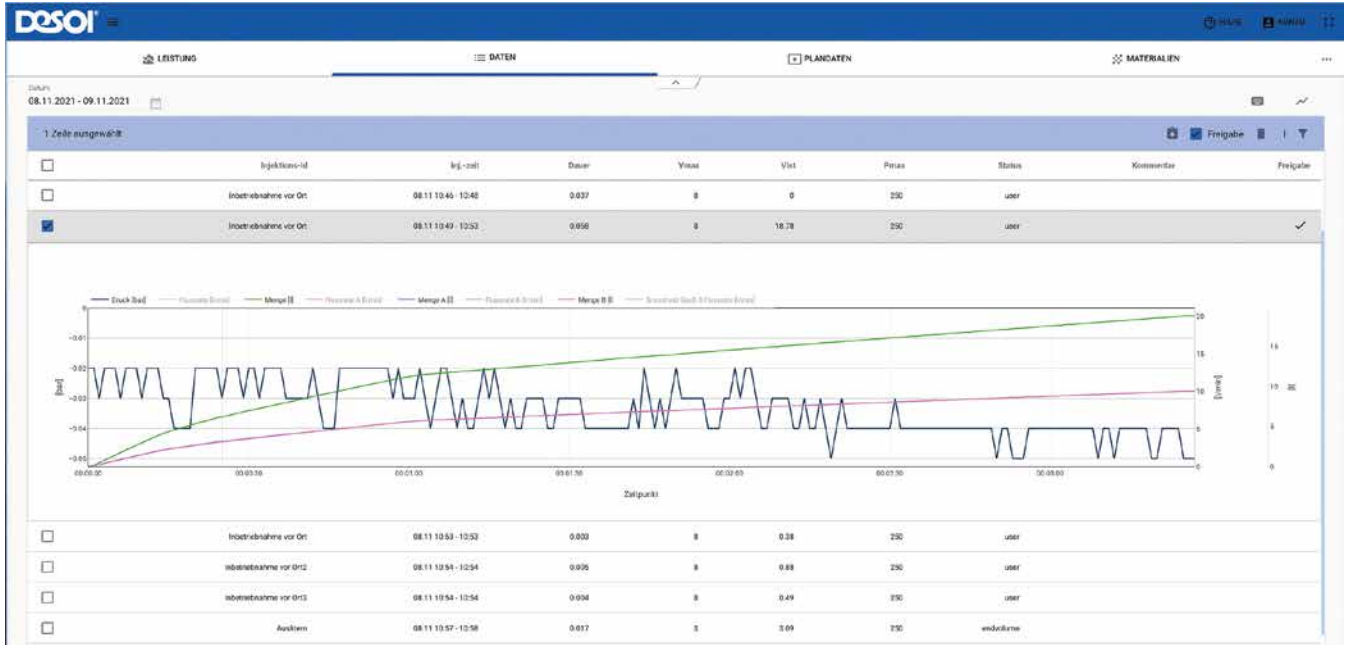 DESOI
LEISTUNG DATEN PLANDATEN MATERIALIEN ...
Datum
08.11.2021 - 09.11.2021
1 Zeile ausgewählt Freigabe
Injektions-Id Inj.-zeit Dauer Vmax Vist Pmax Status Kommentar Freigabe
Inbetriebnahme vor Ort 08.11 10:46 - 10:48 0.037 8 0 250 user
Inbetriebnahme vor Ort 08.11 10:49 - 10:53 8 18.78 250 user
Druck [bar] Menge [l] Menge A [l] Menge B [l]
0 20
-0.01
15 15
-0.02
[bar] -0.03 10 [l/min] 10 [l]
-0.04 5 5
-0.05 0 0
00:00:00 00:00:30 00:01:00 00:01:30 00:02:00 00:02:30 00:03:00
Zeitpunkt
Inbetriebnahme vor Ort 08.11 10:53 - 10:53 0.003 8 0.38 250 user
Inbetriebnahme vor Ort2 08.11 10:54 - 10:54 8 0.88 250 user
Inbetriebnahme vor Ort3 08.11 10:54 - 10:54 0.004 8 0.49 250 user
08.11 10:57 - 10:58 0.017 3.09 250 endvolume